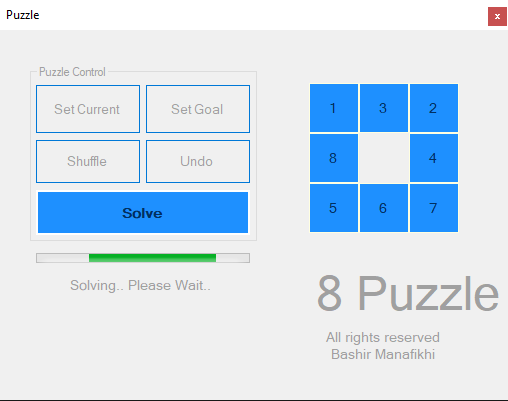 Puzzle
x
Puzzle Control
Set Current Set Goal
Shuffle Undo
Solve
Solving.. Please Wait..
1 3 2
8 4
5 6 7
8 Puzzle
All rights reserved
Bashir Manafikhi